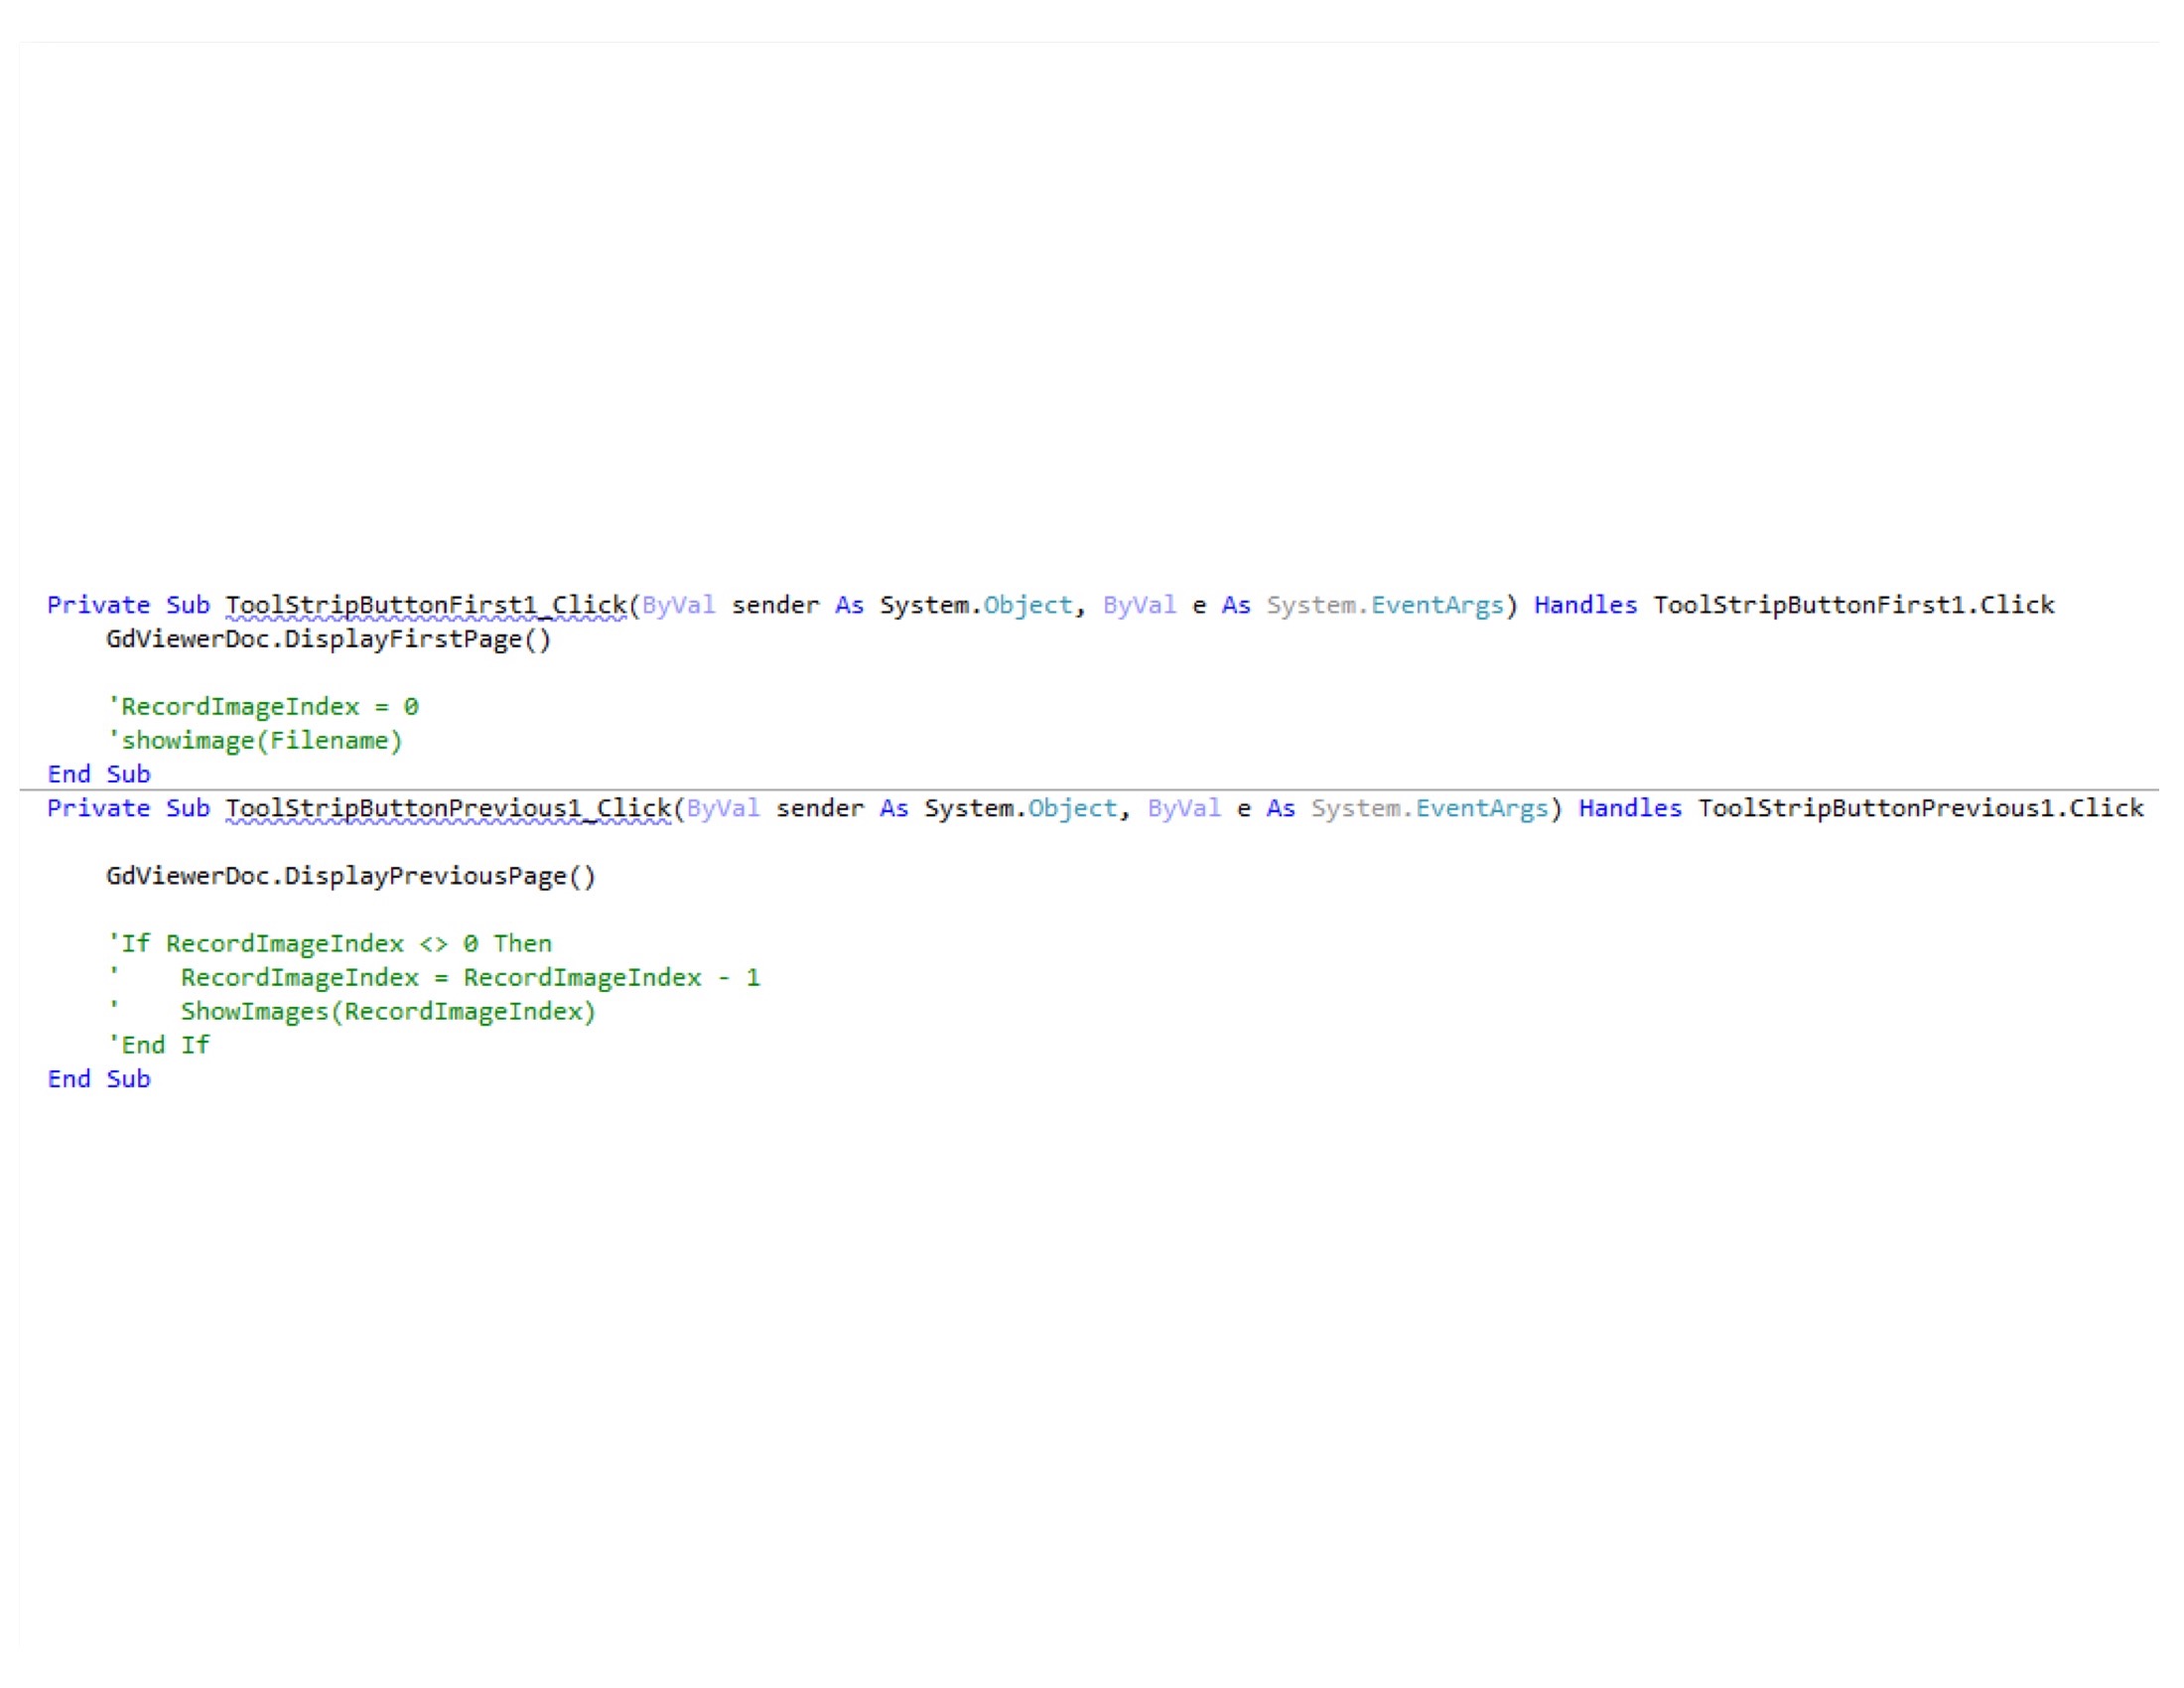 Private Sub ToolStripButtonFirst1_Click(ByVal sender As System.Object, ByVal e As System.EventArgs) Handles ToolStripButtonFirst1.Click
    GdViewerDoc.DisplayFirstPage()
    'RecordImageIndex = 0
    'showimage(Filename)
End Sub
Private Sub ToolStripButtonPrevious1_Click(ByVal sender As System.Object, ByVal e As System.EventArgs) Handles ToolStripButtonPrevious1.Click
    GdViewerDoc.DisplayPreviousPage()
    'If RecordImageIndex <> 0 Then
    '    RecordImageIndex = RecordImageIndex - 1
    '    ShowImages(RecordImageIndex)
    'End If
End Sub